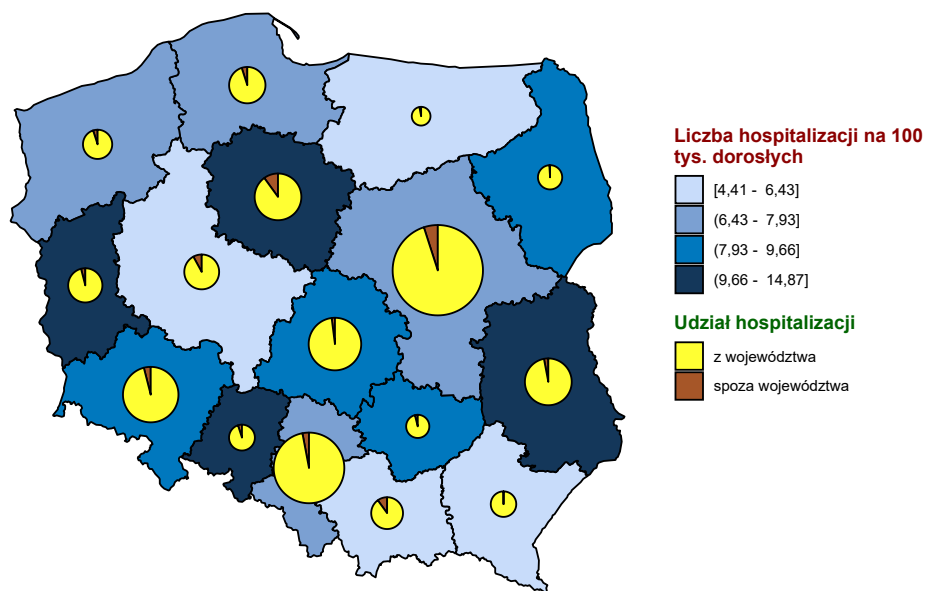 Liczba hospitalizacji na 100
tys. dorosłych
[4,41 - 6,43]
(6,43 - 7,93]
(7,93 - 9,66]
(9,66 - 14,87]
Udział hospitalizacji
z województwa
spoza województwa